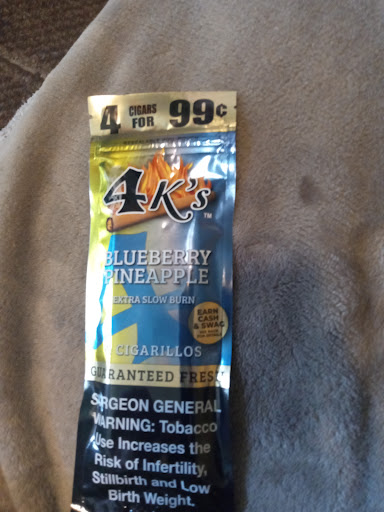 4 CIGARS FOR 99¢
4K's™
BLUEBERRY
PINEAPPLE
EXTRA SLOW BURN
EARN
CASH
& SWAG
CIGARILLOS
GUARANTEED FRESH
SURGEON GENERAL
WARNING: Tobacco
Use Increases the
Risk of Infertility,
Stillbirth and Low
Birth Weight.